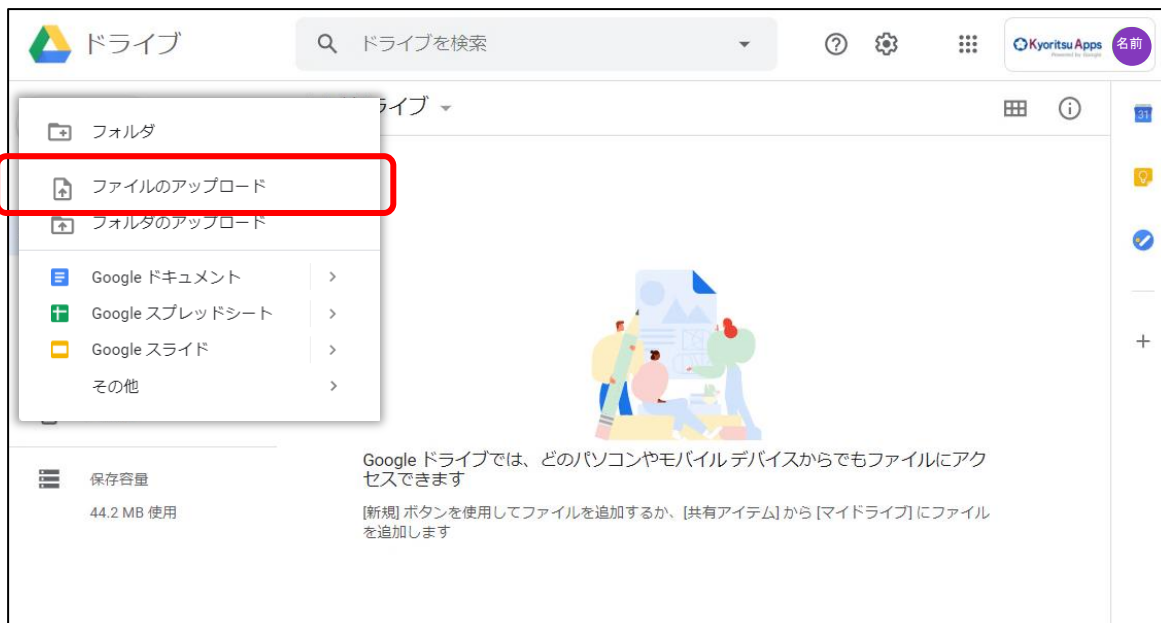 ドライブ
ドライブを検索
Kyoritsu Apps
Powered by Google
名前
ライブ
31
フォルダ
ファイルのアップロード
フォルダのアップロード
Google ドキュメント
Google スプレッドシート
Google スライド
その他
保存容量
44.2 MB 使用
Google ドライブでは、どのパソコンやモバイル デバイスからでもファイルにアク
セスできます
[新規] ボタンを使用してファイルを追加するか、[共有アイテム] から [マイドライブ] にファイル
を追加します